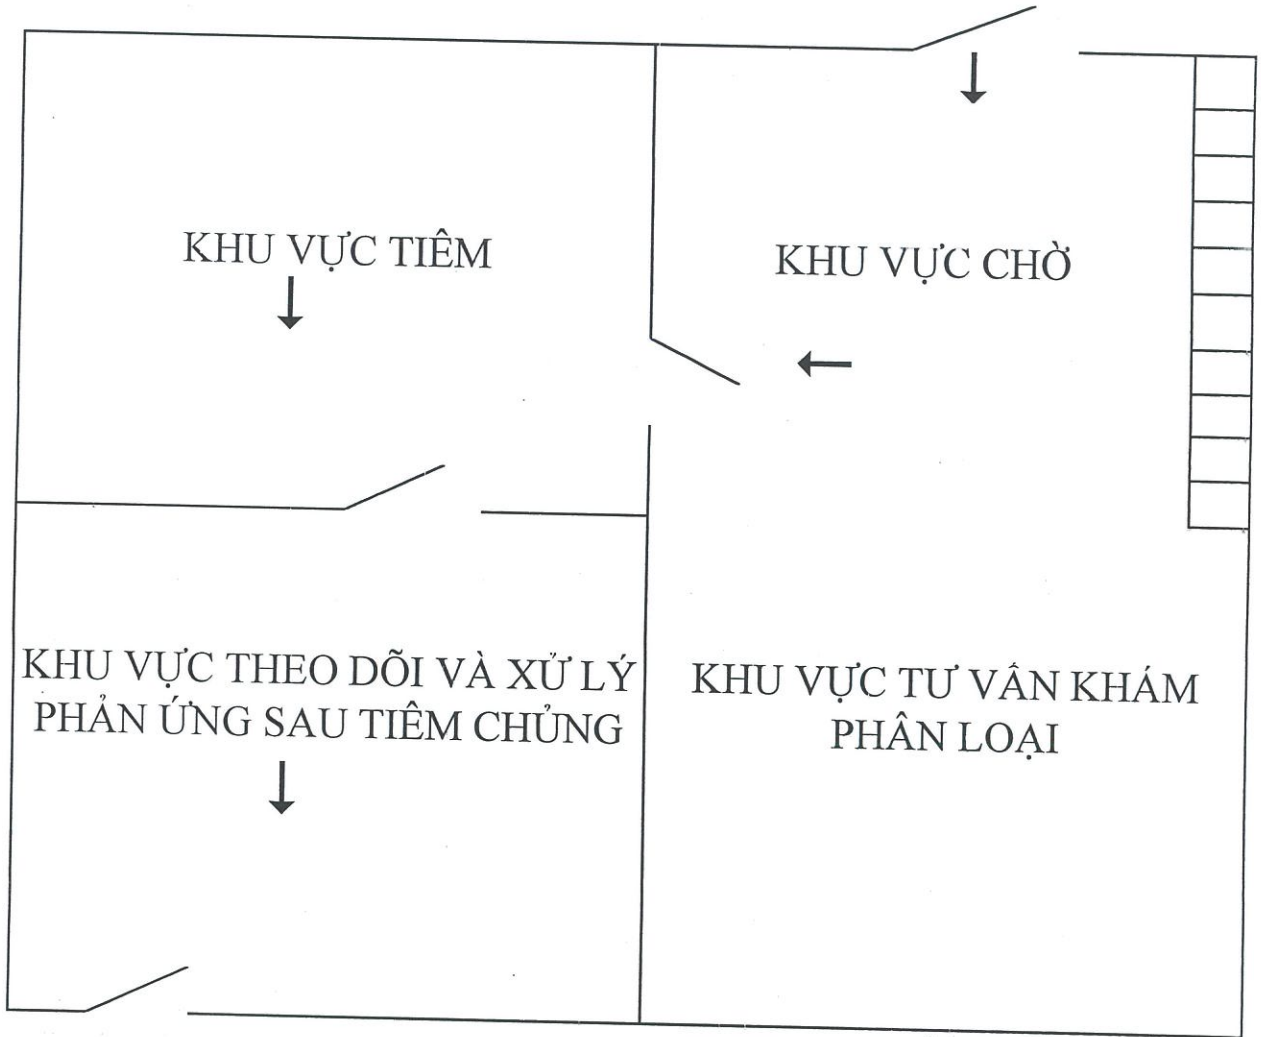 KHU VỰC TIÊM
KHU VỰC CHỜ
KHU VỰC THEO DÕI VÀ XỬ LÝ
PHẢN ỨNG SAU TIÊM CHỦNG
KHU VỰC TƯ VẤN KHÁM
PHÂN LOẠI